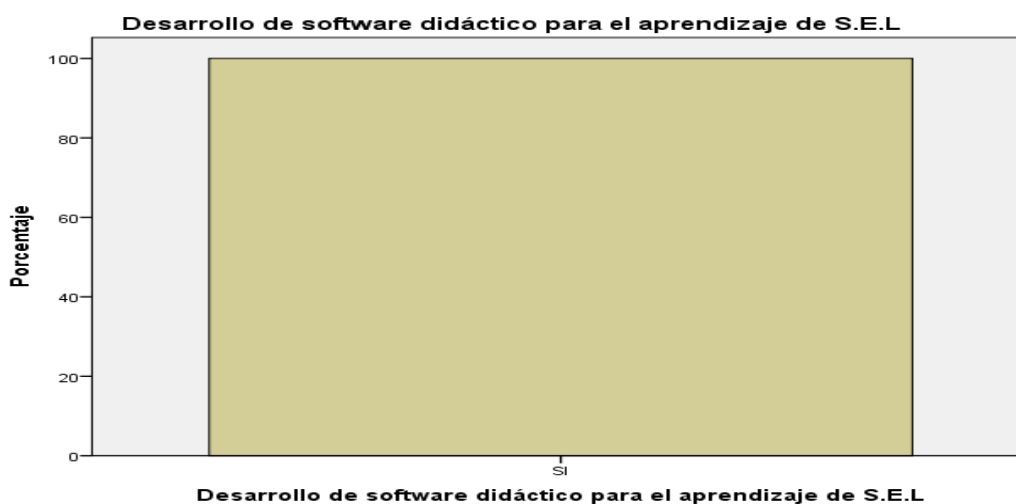 Desarrollo de software didáctico para el aprendizaje de S.E.L
100
80
60
40
20
0
Porcentaje
SI
Desarrollo de software didáctico para el aprendizaje de S.E.L